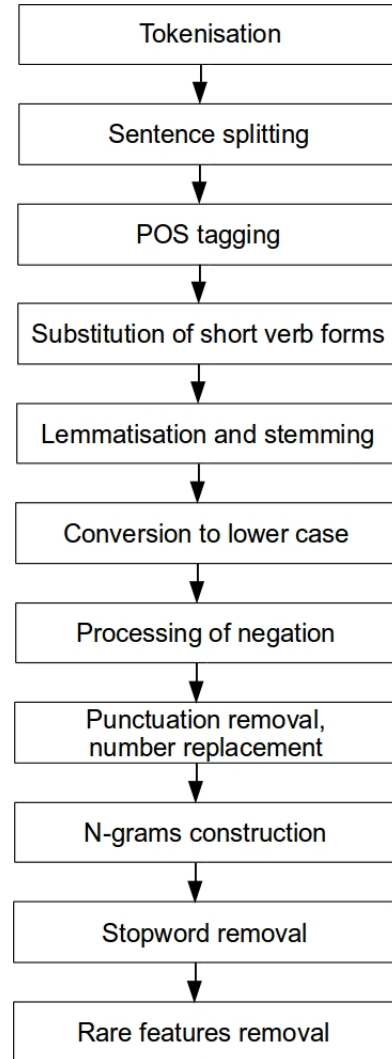 Tokenisation
Sentence splitting
POS tagging
Substitution of short verb forms
Lemmatisation and stemming
Conversion to lower case
Processing of negation
Punctuation removal,
number replacement
N-grams construction
Stopword removal
Rare features removal